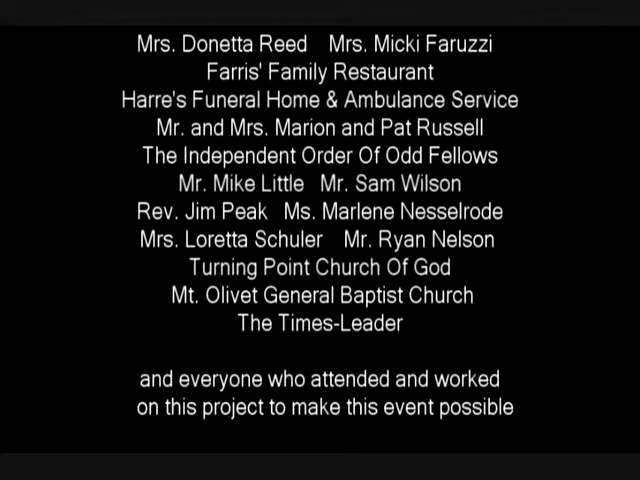 Mrs. Donetta Reed Mrs. Micki Faruzzi
Farris' Family Restaurant
Harre's Funeral Home & Ambulance Service
Mr. and Mrs. Marion and Pat Russell
The Independent Order Of Odd Fellows
Mr. Mike Little Mr. Sam Wilson
Rev. Jim Peak Ms. Marlene Nesselrode
Mrs. Loretta Schuler Mr. Ryan Nelson
Turning Point Church Of God
Mt. Olivet General Baptist Church
The Times-Leader
and everyone who attended and worked
on this project to make this event possible